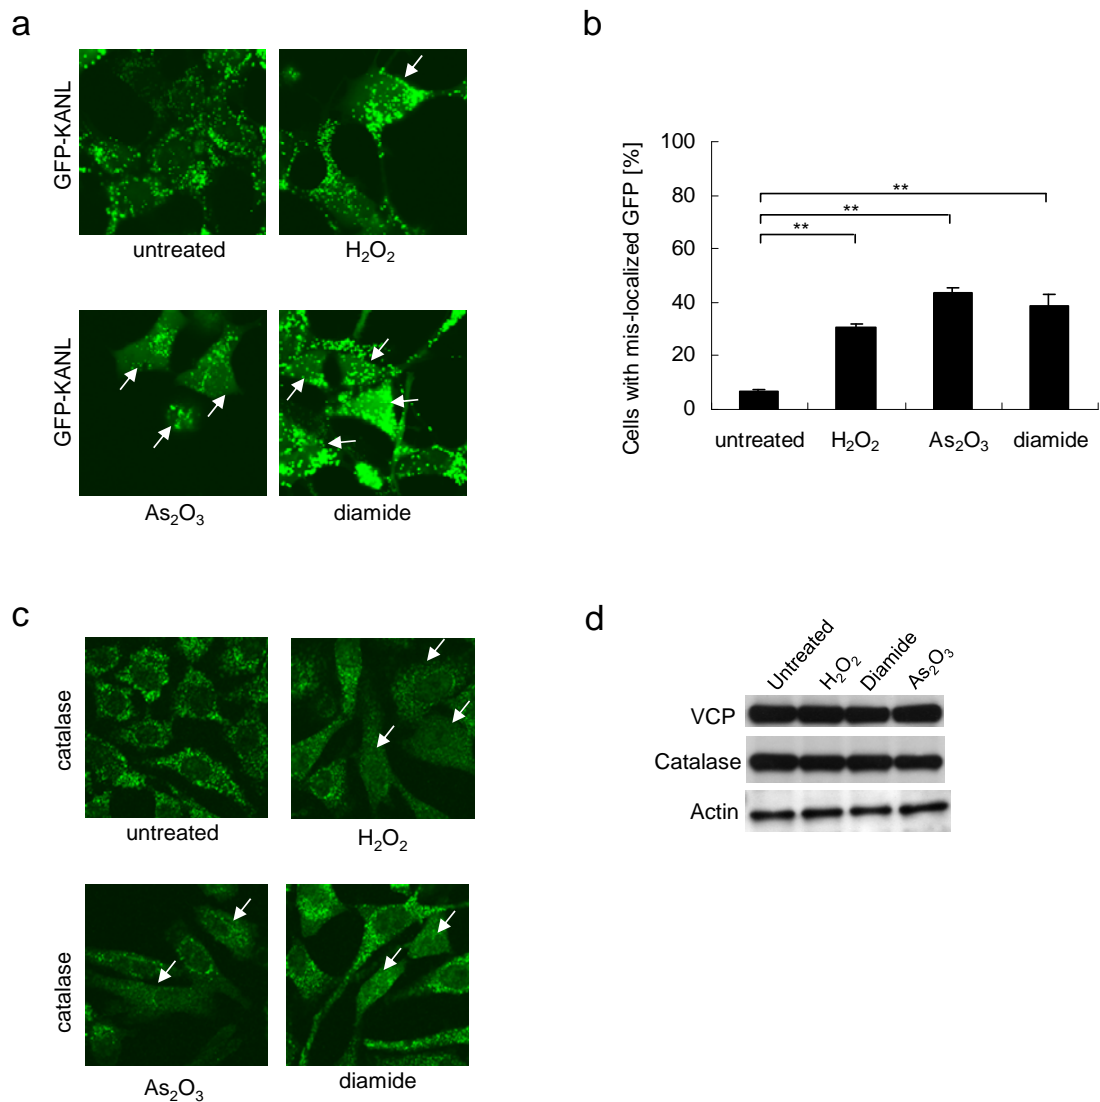 a
GFP-KANL
untreated
H₂O₂
GFP-KANL
As₂O₃
diamide
b
Cells with mis-localized GFP [%]
100
80
60
40
20
0
**
**
**
untreated
H₂O₂
As₂O₃
diamide
c
catalase
untreated
H₂O₂
catalase
As₂O₃
diamide
d
Untreated
H₂O₂
Diamide
As₂O₃
VCP
Catalase
Actin